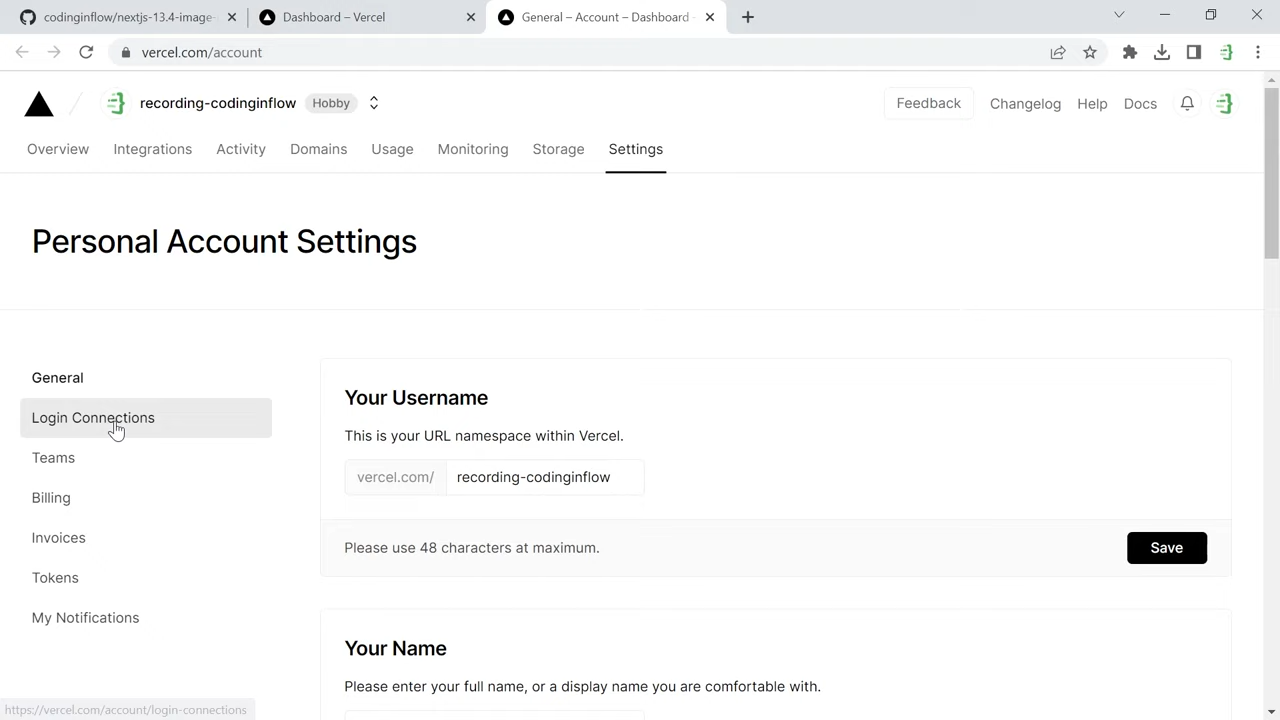 codinginflow/nextjs-13.4-image-
Dashboard – Vercel
General – Account – Dashboard
vercel.com/account
recording-codinginflow
Hobby
Feedback
Changelog
Help
Docs
Overview
Integrations
Activity
Domains
Usage
Monitoring
Storage
Settings
Personal Account Settings
General
Login Connections
Teams
Billing
Invoices
Tokens
My Notifications
Your Username
This is your URL namespace within Vercel.
vercel.com/
recording-codinginflow
Please use 48 characters at maximum.
Save
Your Name
Please enter your full name, or a display name you are comfortable with.
https://vercel.com/account/login-connections